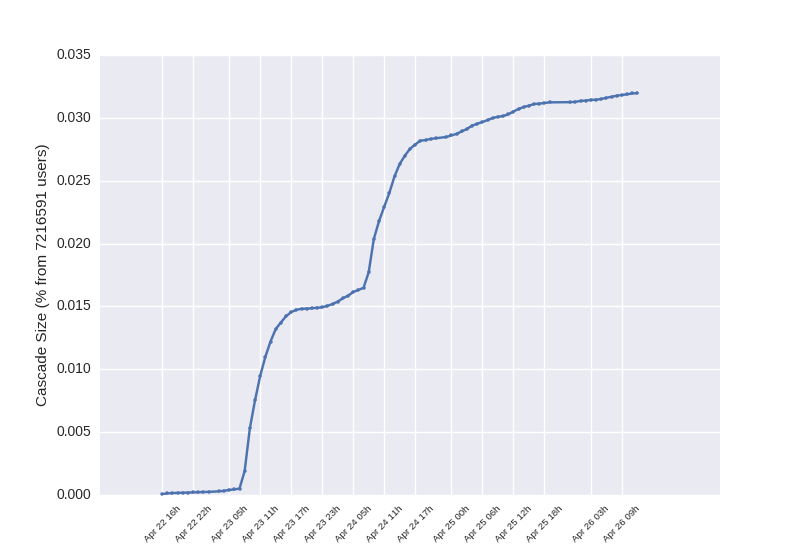 0.035
0.030
0.025
0.020
0.015
0.010
0.005
0.000
Cascade Size (% from 7216591 users)
Apr 22 16h
Apr 22 22h
Apr 23 05h
Apr 23 11h
Apr 23 17h
Apr 23 23h
Apr 24 05h
Apr 24 11h
Apr 24 17h
Apr 25 00h
Apr 25 06h
Apr 25 12h
Apr 25 18h
Apr 26 03h
Apr 26 09h